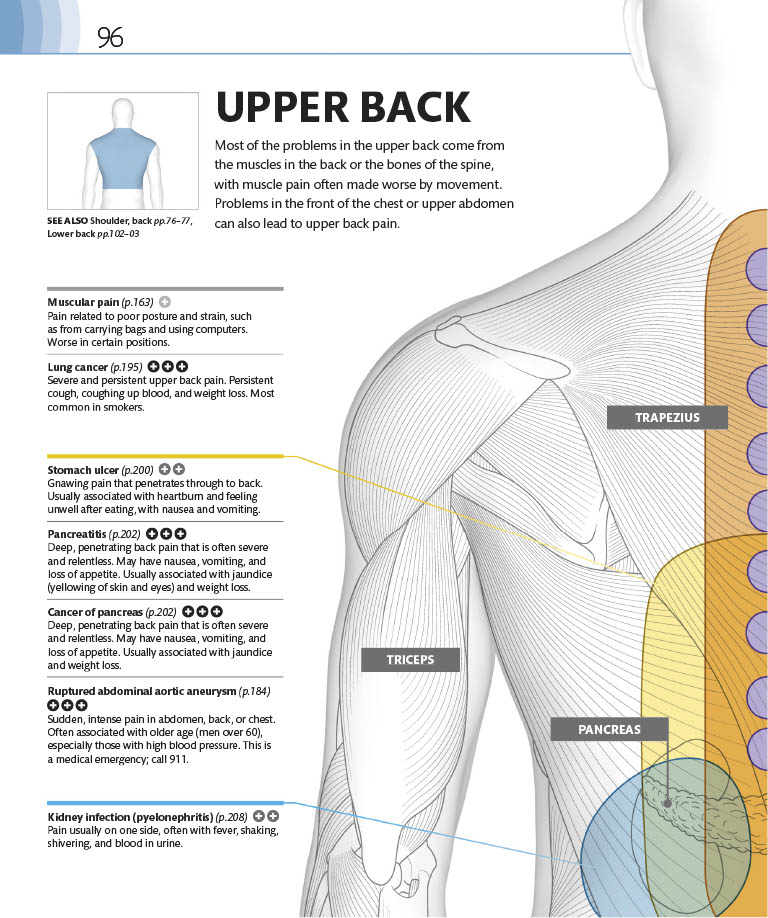 96
UPPER BACK
Most of the problems in the upper back come from
the muscles in the back or the bones of the spine,
with muscle pain often made worse by movement.
Problems in the front of the chest or upper abdomen
can also lead to upper back pain.
SEE ALSO Shoulder, back pp.76–77,
Lower back pp.102–03
Muscular pain (p.163)
Pain related to poor posture and strain, such
as from carrying bags and using computers.
Worse in certain positions.
Lung cancer (p.195)
Severe and persistent upper back pain. Persistent
cough, coughing up blood, and weight loss. Most
common in smokers.
Stomach ulcer (p.200)
Gnawing pain that penetrates through to back.
Usually associated with heartburn and feeling
unwell after eating, with nausea and vomiting.
Pancreatitis (p.202)
Deep, penetrating back pain that is often severe
and relentless. May have nausea, vomiting, and
loss of appetite. Usually associated with jaundice
(yellowing of skin and eyes) and weight loss.
Cancer of pancreas (p.202)
Deep, penetrating back pain that is often severe
and relentless. May have nausea, vomiting, and
loss of appetite. Usually associated with jaundice
and weight loss.
Ruptured abdominal aortic aneurysm (p.184)
Sudden, intense pain in abdomen, back, or chest.
Often associated with older age (men over 60),
especially those with high blood pressure. This is
a medical emergency; call 911.
Kidney infection (pyelonephritis) (p.208)
Pain usually on one side, often with fever, shaking,
shivering, and blood in urine.
TRAPEZIUS
TRICEPS
PANCREAS